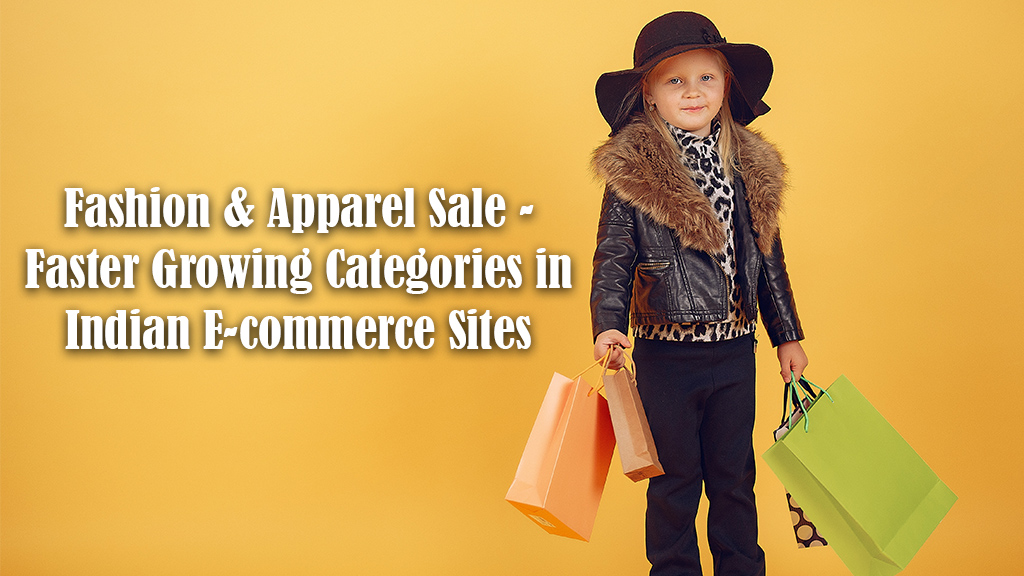 Fashion & Apparel Sale -
Faster Growing Categories in
Indian E-commerce Sites